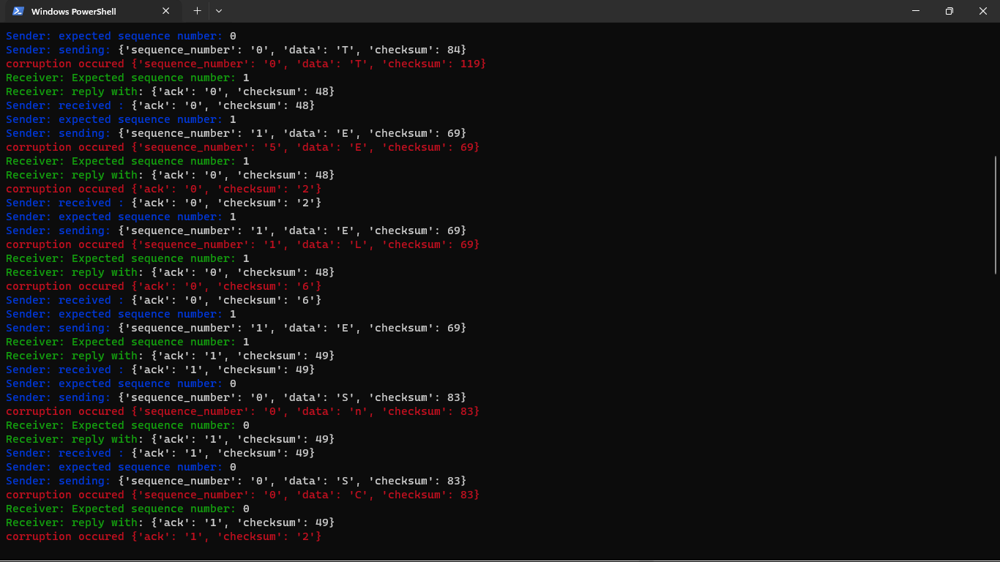 Windows PowerShell
Sender: expected sequence number: 0
Sender: sending: {'sequence_number': '0', 'data': 'T', 'checksum': 84}
corruption occured {'sequence_number': '0', 'data': 'T', 'checksum': 119}
Receiver: Expected sequence number: 1
Receiver: reply with: {'ack': '0', 'checksum': 48}
Sender: received : {'ack': '0', 'checksum': 48}
Sender: expected sequence number: 1
Sender: sending: {'sequence_number': '1', 'data': 'E', 'checksum': 69}
corruption occured {'sequence_number': '5', 'data': 'E', 'checksum': 69}
Receiver: Expected sequence number: 1
Receiver: reply with: {'ack': '0', 'checksum': 48}
corruption occured {'ack': '0', 'checksum': '2'}
Sender: received : {'ack': '0', 'checksum': '2'}
Sender: expected sequence number: 1
Sender: sending: {'sequence_number': '1', 'data': 'E', 'checksum': 69}
corruption occured {'sequence_number': '1', 'data': 'L', 'checksum': 69}
Receiver: Expected sequence number: 1
Receiver: reply with: {'ack': '0', 'checksum': 48}
corruption occured {'ack': '0', 'checksum': '6'}
Sender: received : {'ack': '0', 'checksum': '6'}
Sender: expected sequence number: 1
Sender: sending: {'sequence_number': '1', 'data': 'E', 'checksum': 69}
Receiver: Expected sequence number: 1
Receiver: reply with: {'ack': '1', 'checksum': 49}
Sender: received : {'ack': '1', 'checksum': 49}
Sender: expected sequence number: 0
Sender: sending: {'sequence_number': '0', 'data': 'S', 'checksum': 83}
corruption occured {'sequence_number': '0', 'data': 'n', 'checksum': 83}
Receiver: Expected sequence number: 0
Receiver: reply with: {'ack': '1', 'checksum': 49}
Sender: received : {'ack': '1', 'checksum': 49}
Sender: expected sequence number: 0
Sender: sending: {'sequence_number': '0', 'data': 'S', 'checksum': 83}
corruption occured {'sequence_number': '0', 'data': 'C', 'checksum': 83}
Receiver: Expected sequence number: 0
Receiver: reply with: {'ack': '1', 'checksum': 49}
corruption occured {'ack': '1', 'checksum': '2'}